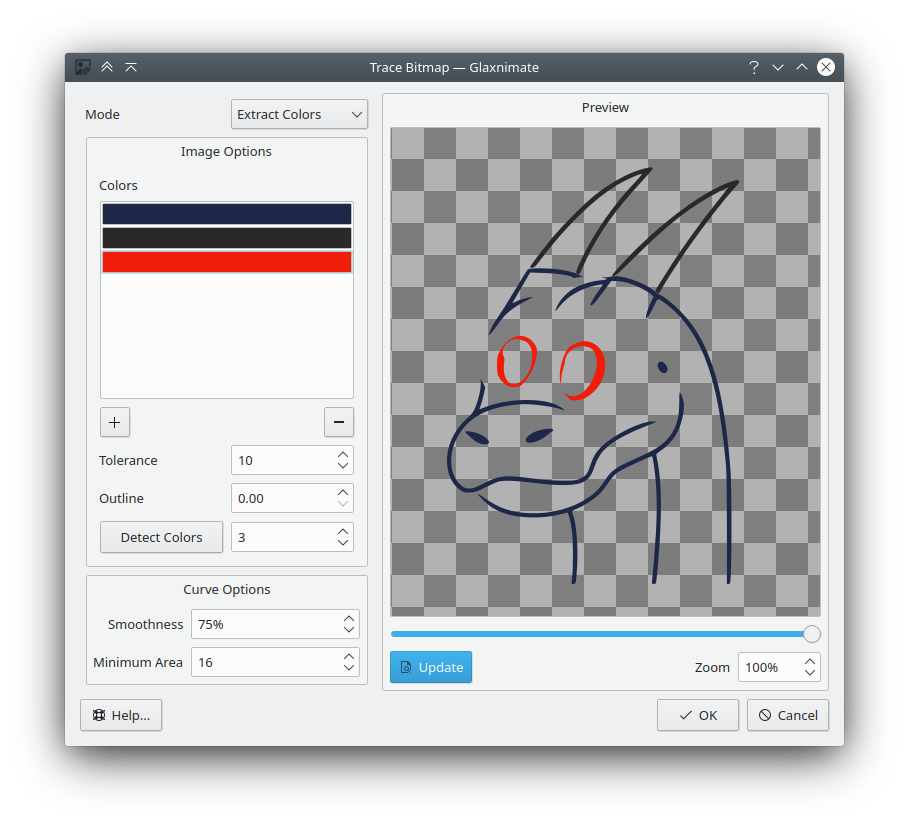 Trace Bitmap — Glaxnimate
Mode
Extract Colors
Image Options
Colors
Tolerance
10
Outline
0.00
Detect Colors
3
Curve Options
Smoothness
75%
Minimum Area
16
Preview
Update
Zoom
100%
Help...
OK
Cancel